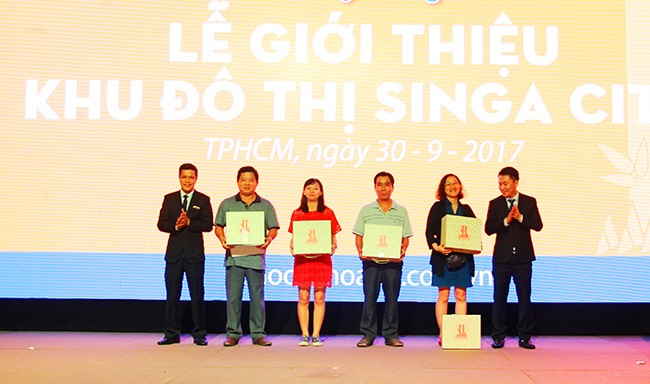 LỄ GIỚI THIỆU
KHU ĐÔ THỊ SINGA CIT
TPHCM, ngày 30 - 9 - 2017